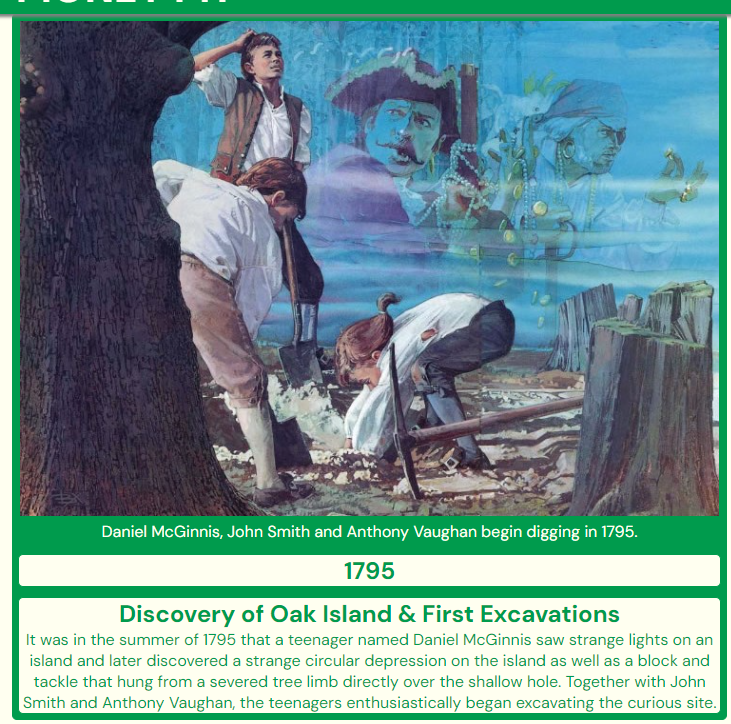 Daniel McGinnis, John Smith and Anthony Vaughan begin digging in 1795.
1795
Discovery of Oak Island & First Excavations
It was in the summer of 1795 that a teenager named Daniel McGinnis saw strange lights on an
island and later discovered a strange circular depression on the island as well as a block and
tackle that hung from a severed tree limb directly over the shallow hole. Together with John
Smith and Anthony Vaughan, the teenagers enthusiastically began excavating the curious site.